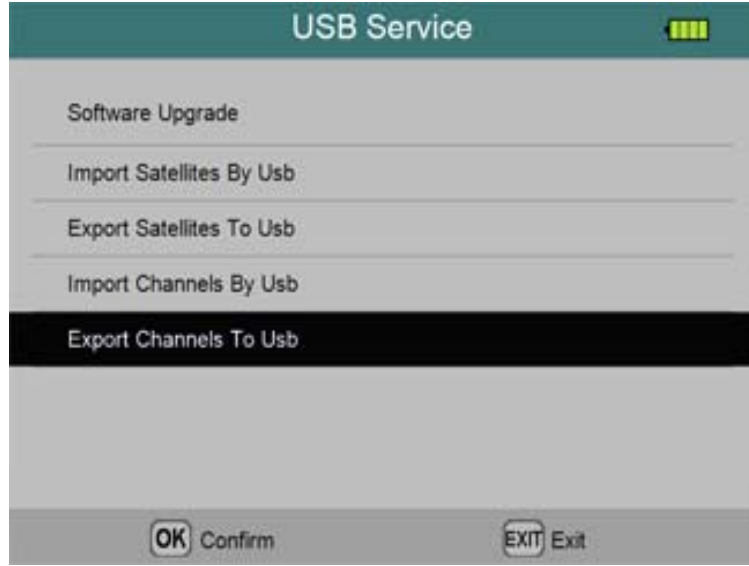 USB Service
Software Upgrade
Import Satellites By Usb
Export Satellites To Usb
Import Channels By Usb
Export Channels To Usb
OK Confirm
EXIT Exit